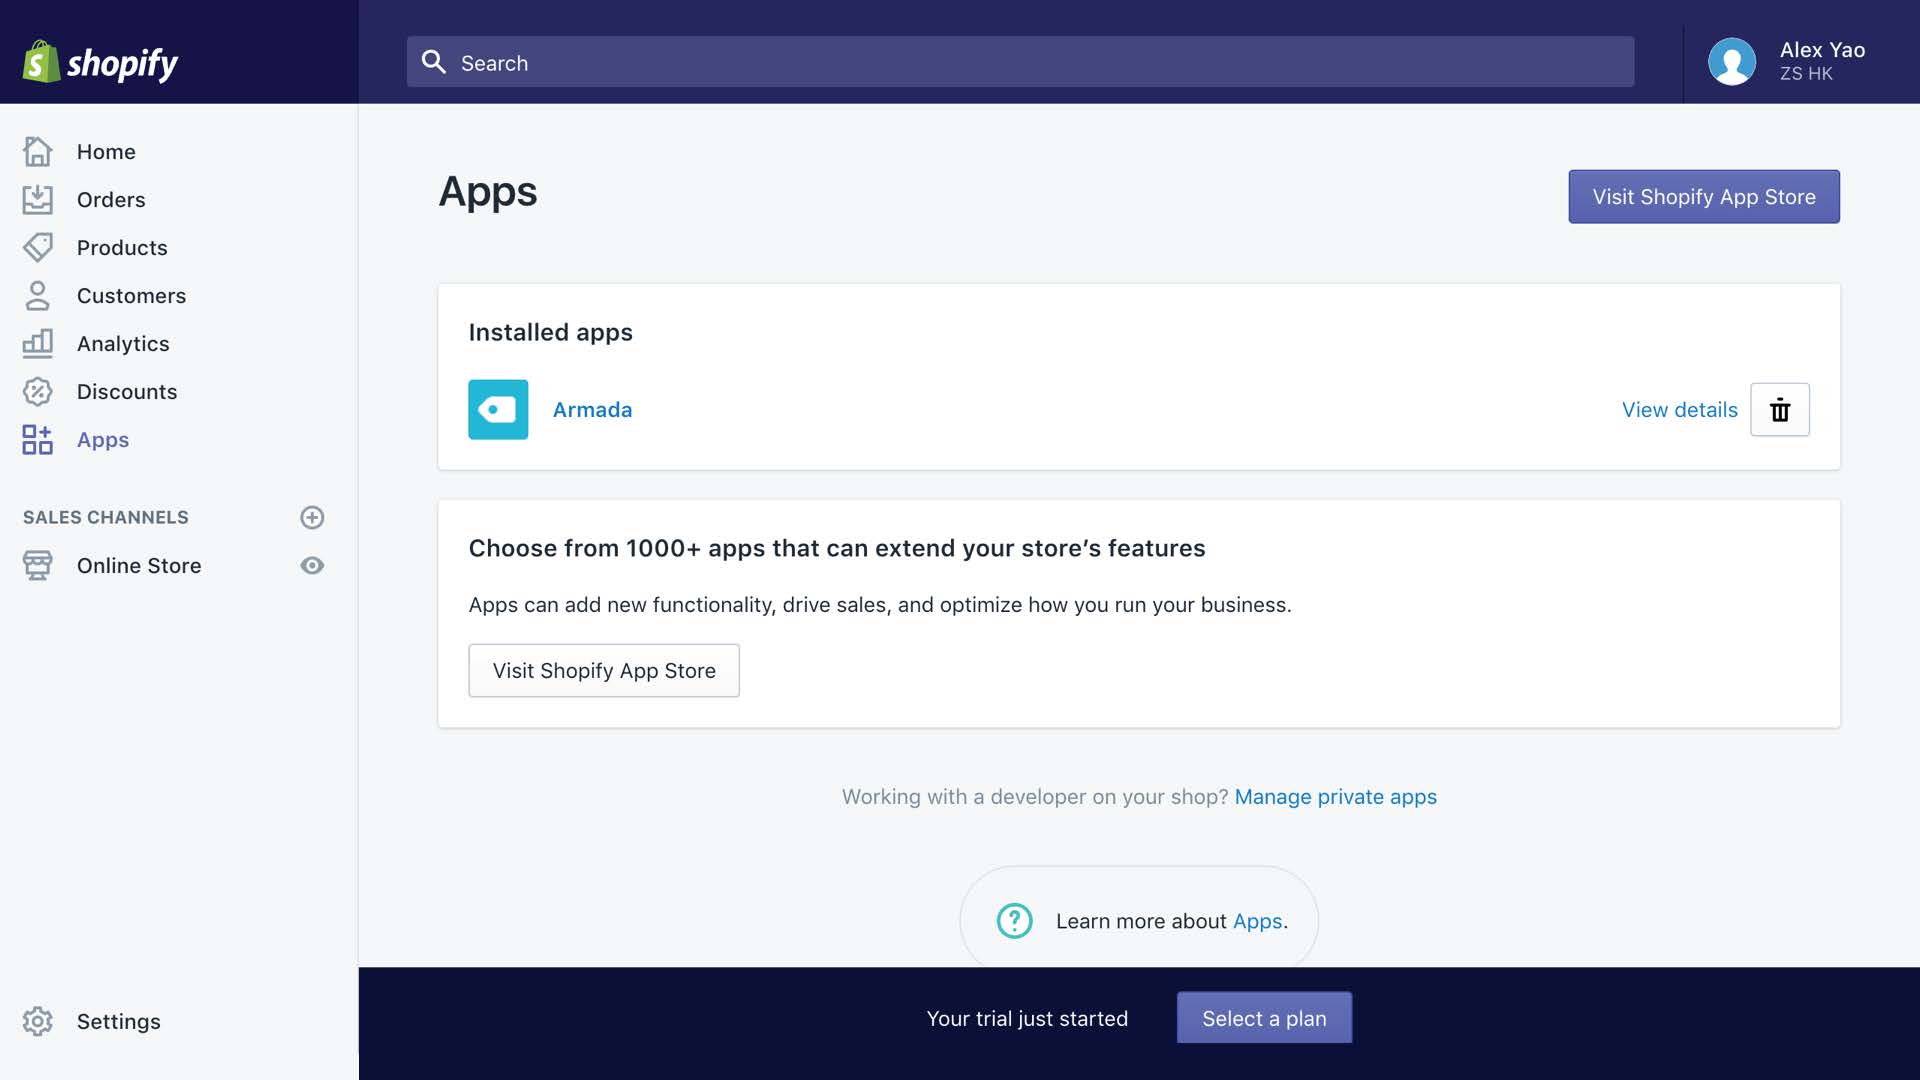 shopify
Search
Alex Yao
ZS HK
Home
Orders
Products
Customers
Analytics
Discounts
Apps
SALES CHANNELS
Online Store
Settings
Apps
Visit Shopify App Store
Installed apps
Armada
View details
Choose from 1000+ apps that can extend your store’s features
Apps can add new functionality, drive sales, and optimize how you run your business.
Visit Shopify App Store
Working with a developer on your shop? Manage private apps
Learn more about Apps.
Your trial just started
Select a plan